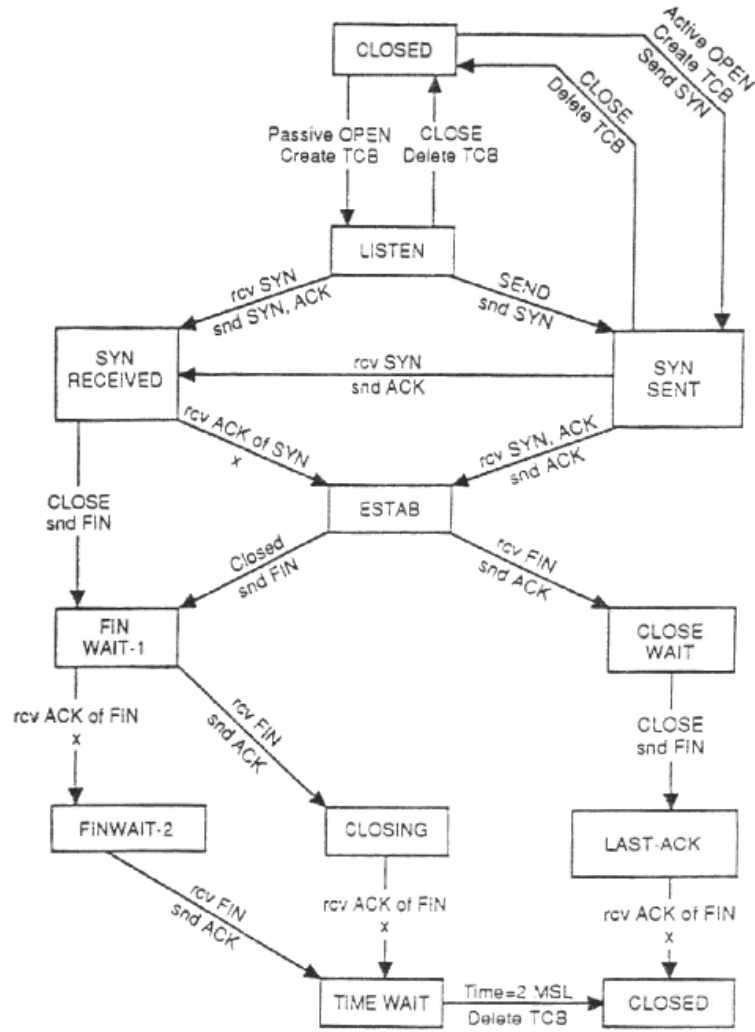 CLOSED
Active OPEN
Create TCB
Send SYN
CLOSE
Delete TCB
Passive OPEN
Create TCB
CLOSE
Delete TCB
LISTEN
rcv SYN
snd SYN, ACK
SEND
snd SYN
SYN
RECEIVED
rcv SYN
snd ACK
SYN
SENT
rcv ACK of SYN
x
rcv SYN, ACK
snd ACK
CLOSE
snd FIN
ESTAB
Closed
snd FIN
rcv FIN
snd ACK
FIN
WAIT-1
CLOSE
WAIT
rcv ACK of FIN
x
rcv FIN
snd ACK
CLOSE
snd FIN
FINWAIT-2
CLOSING
LAST-ACK
rcv FIN
snd ACK
rcv ACK of FIN
x
rcv ACK of FIN
x
TIME WAIT
Time=2 MSL
Delete TCB
CLOSED